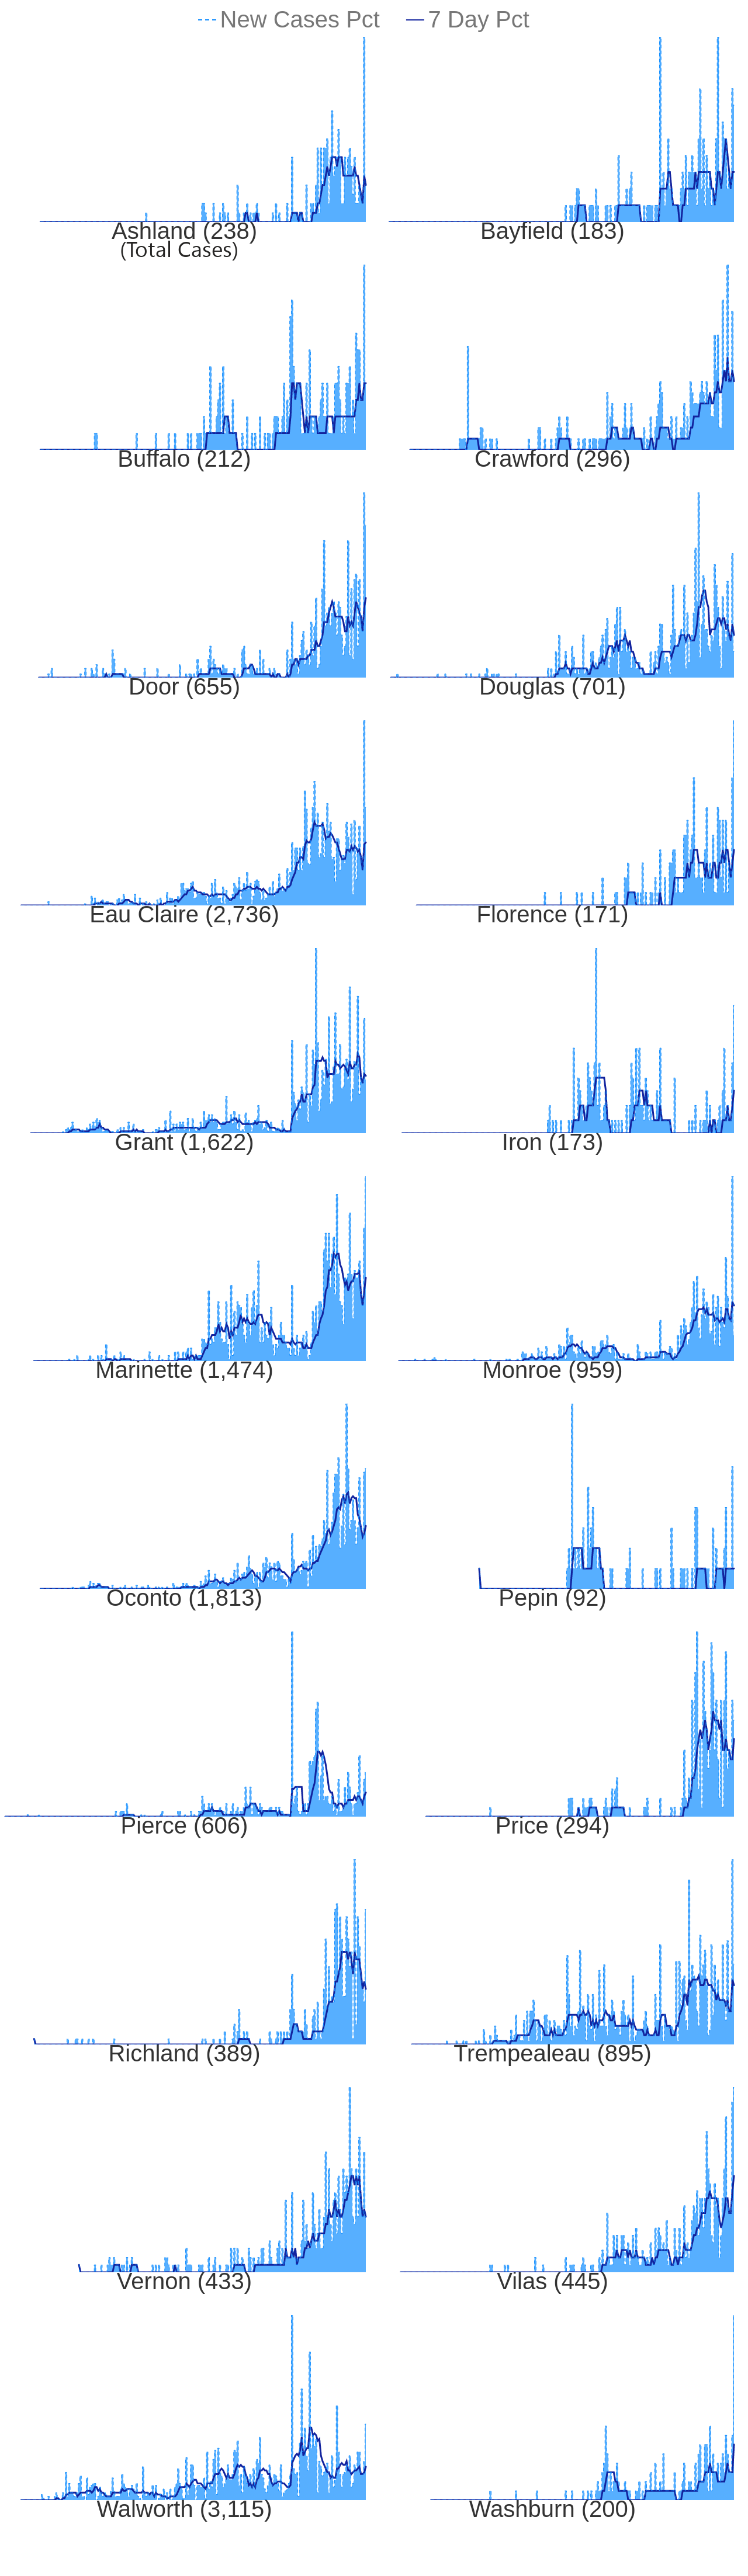 New Cases Pct 7 Day Pct
Ashland (238) Bayfield (183)
(Total Cases)
Buffalo (212) Crawford (296)
Door (655) Douglas (701)
Eau Claire (2,736) Florence (171)
Grant (1,622) Iron (173)
Marinette (1,474) Monroe (959)
Oconto (1,813) Pepin (92)
Pierce (606) Price (294)
Richland (389) Trempealeau (895)
Vernon (433) Vilas (445)
Walworth (3,115) Washburn (200)